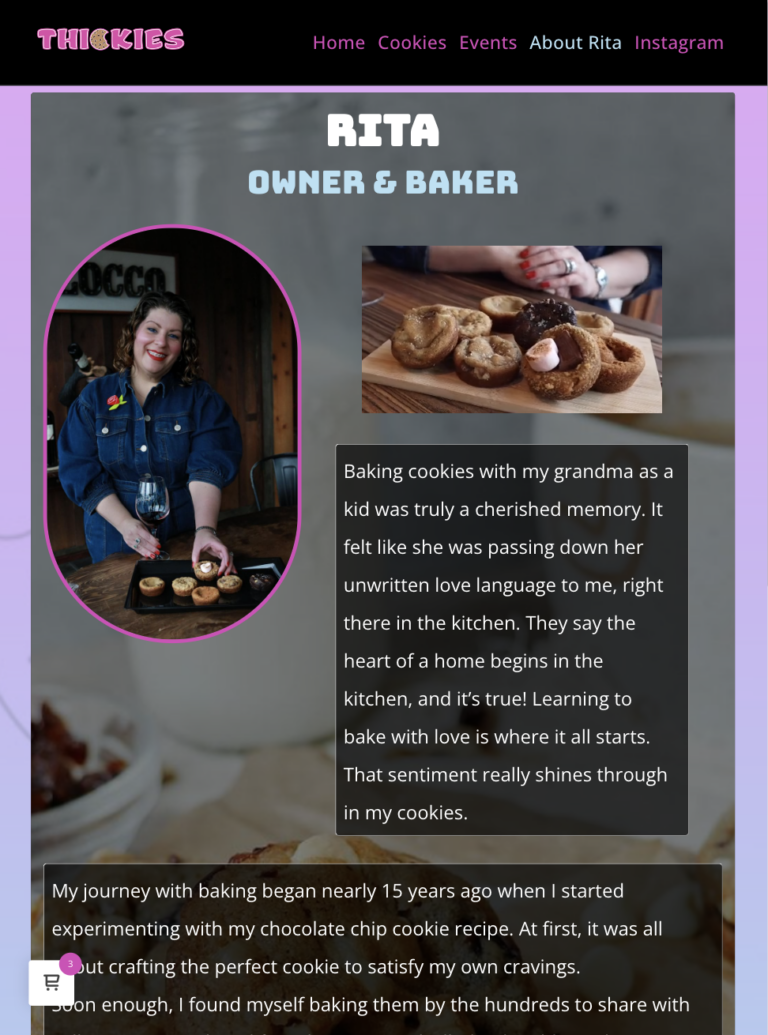 THICKIES
Home Cookies Events About Rita Instagram
RITA
OWNER & BAKER
Baking cookies with my grandma as a
kid was truly a cherished memory. It
felt like she was passing down her
unwritten love language to me, right
there in the kitchen. They say the
heart of a home begins in the
kitchen, and it’s true! Learning to
bake with love is where it all starts.
That sentiment really shines through
in my cookies.
My journey with baking began nearly 15 years ago when I started
experimenting with my chocolate chip cookie recipe. At first, it was all
out crafting the perfect cookie to satisfy my own cravings.
Soon enough, I found myself baking them by the hundreds to share with
3